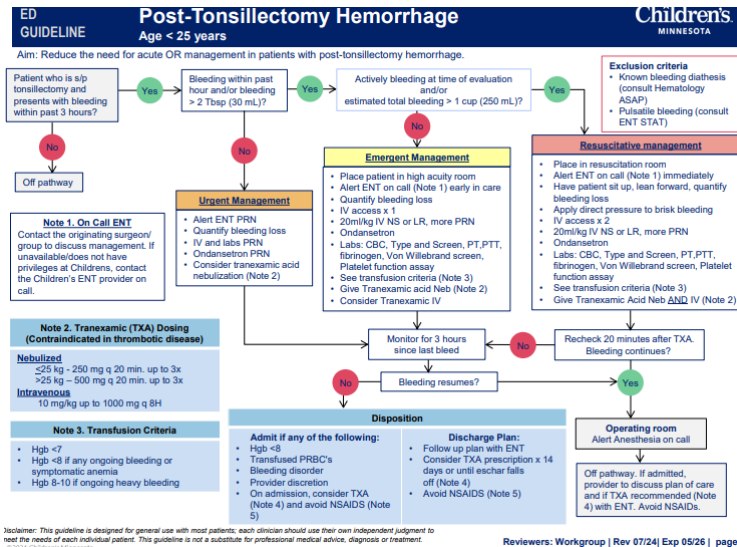 ED
GUIDELINE
Post-Tonsillectomy Hemorrhage
Age < 25 years
Children's
MINNESOTA
Aim: Reduce the need for acute OR management in patients with post-tonsillectomy hemorrhage.
Patient who is s/p
tonsillectomy and
presents with bleeding
within past 3 hours?
Yes
Bleeding within past
hour and/or bleeding
> 2 Tbsp (30 mL)?
Yes
Actively bleeding at time of evaluation
and/or
estimated total bleeding > 1 cup (250 mL)?
Yes
Exclusion criteria
• Known bleeding diathesis
(consult Hematology
ASAP)
• Pulsatile bleeding (consult
ENT STAT)
No
Off pathway
No
No
Note 1. On Call ENT
Contact the originating surgeon/
group to discuss management. If
unavailable/does not have
privileges at Childrens, contact
the Children's ENT provider on
call.
Urgent Management
• Alert ENT PRN
• Quantify bleeding loss
• IV and labs PRN
• Ondansetron PRN
• Consider tranexamic acid
nebulization (Note 2)
Emergent Management
• Place patient in high acuity room
• Alert ENT on call (Note 1) early in care
• Quantify bleeding loss
• IV access x 1
• 20ml/kg IV NS or LR, more PRN
• Ondansetron
• Labs: CBC, Type and Screen, PT,PTT,
fibrinogen, Von Willebrand screen,
Platelet function assay
• See transfusion criteria (Note 3)
• Give Tranexamic acid Neb (Note 2)
• Consider Tranexamic IV
Resuscitative management
• Place in resuscitation room
• Alert ENT on call (Note 1) immediately
• Have patient sit up, lean forward, quantify
bleeding loss
• Apply direct pressure to brisk bleeding
• IV access x 2
• 20ml/kg IV NS or LR, more PRN
• Ondansetron
• Labs: CBC, Type and Screen, PT,PTT,
fibrinogen, Von Willebrand screen, Platelet
function assay
• See transfusion criteria (Note 3)
• Give Tranexamic Acid Neb AND IV (Note 2)
Note 2. Tranexamic (TXA) Dosing
(Contraindicated in thrombotic disease)
Nebulized
≤25 kg - 250 mg q 20 min. up to 3x
>25 kg – 500 mg q 20 min. up to 3x
Intravenous
10 mg/kg up to 1000 mg q 8H
Monitor for 3 hours
since last bleed
No
Recheck 20 minutes after TXA.
Bleeding continues?
No
Bleeding resumes?
Yes
Note 3. Transfusion Criteria
• Hgb <7
• Hgb <8 if any ongoing bleeding or
symptomatic anemia
• Hgb 8-10 if ongoing heavy bleeding
Disposition
Admit if any of the following:
• Hgb <8
• Transfused PRBC's
• Bleeding disorder
• Provider discretion
• On admission, consider TXA
(Note 4) and avoid NSAIDS (Note
5)
Discharge Plan:
• Follow up plan with ENT
• Consider TXA prescription x 14
days or until eschar falls
off (Note 4)
• Avoid NSAIDS (Note 5)
Operating room
Alert Anesthesia on call
Off pathway. If admitted,
provider to discuss plan of care
and if TXA recommended (Note
4) with ENT. Avoid NSAIDs.
Disclaimer: This guideline is designed for general use with most patients; each clinician should use their own independent judgment to
meet the needs of each individual patient. This guideline is not a substitute for professional medical advice, diagnosis or treatment.
Reviewers: Workgroup | Rev 07/24| Exp 05/26 | page